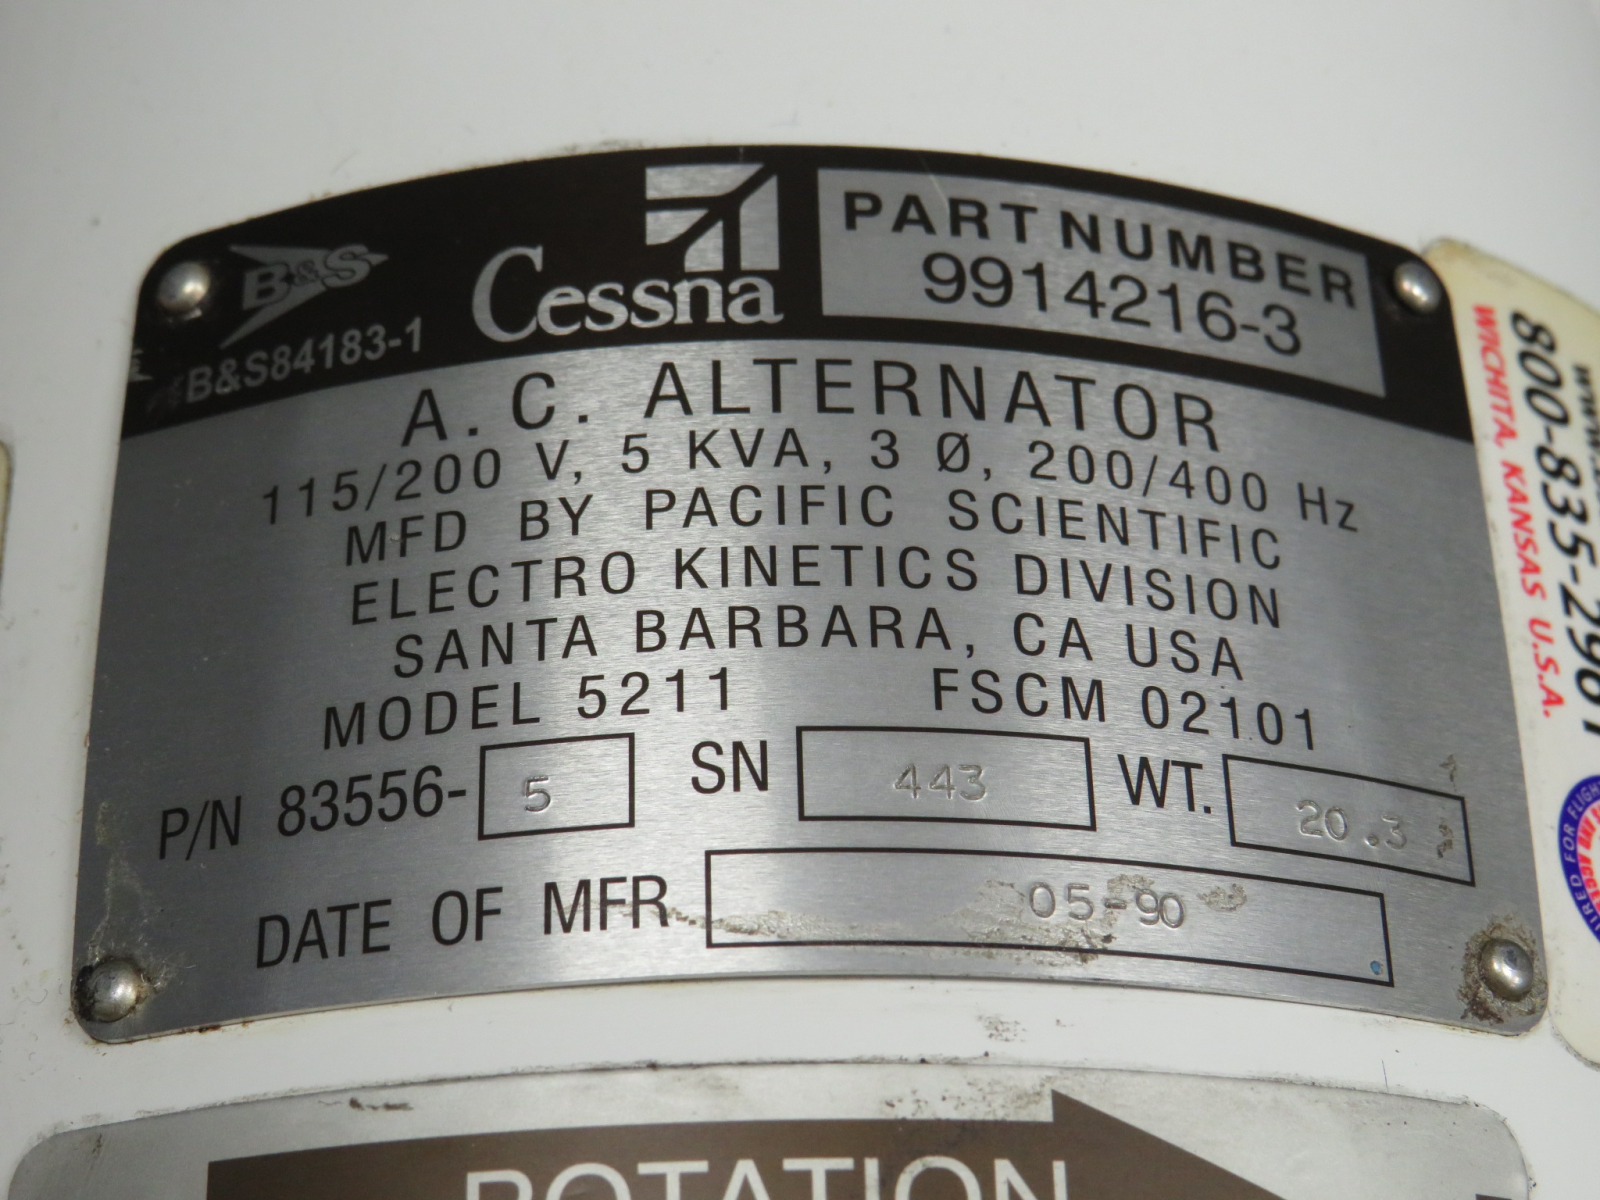 B&S
B&S84183-1
Cessna
PART NUMBER
9914216-3
A.C. ALTERNATOR
115/200 V, 5 KVA, 3 Ø, 200/400 Hz
MFD BY PACIFIC SCIENTIFIC
ELECTRO KINETICS DIVISION
SANTA BARBARA, CA USA
MODEL 5211 FSCM 02101
P/N 83556- 5 SN 443 WT. 20.3
DATE OF MFR 05-90
ROTATION
800-835-2961
WICHITA, KANSAS U.S.A.